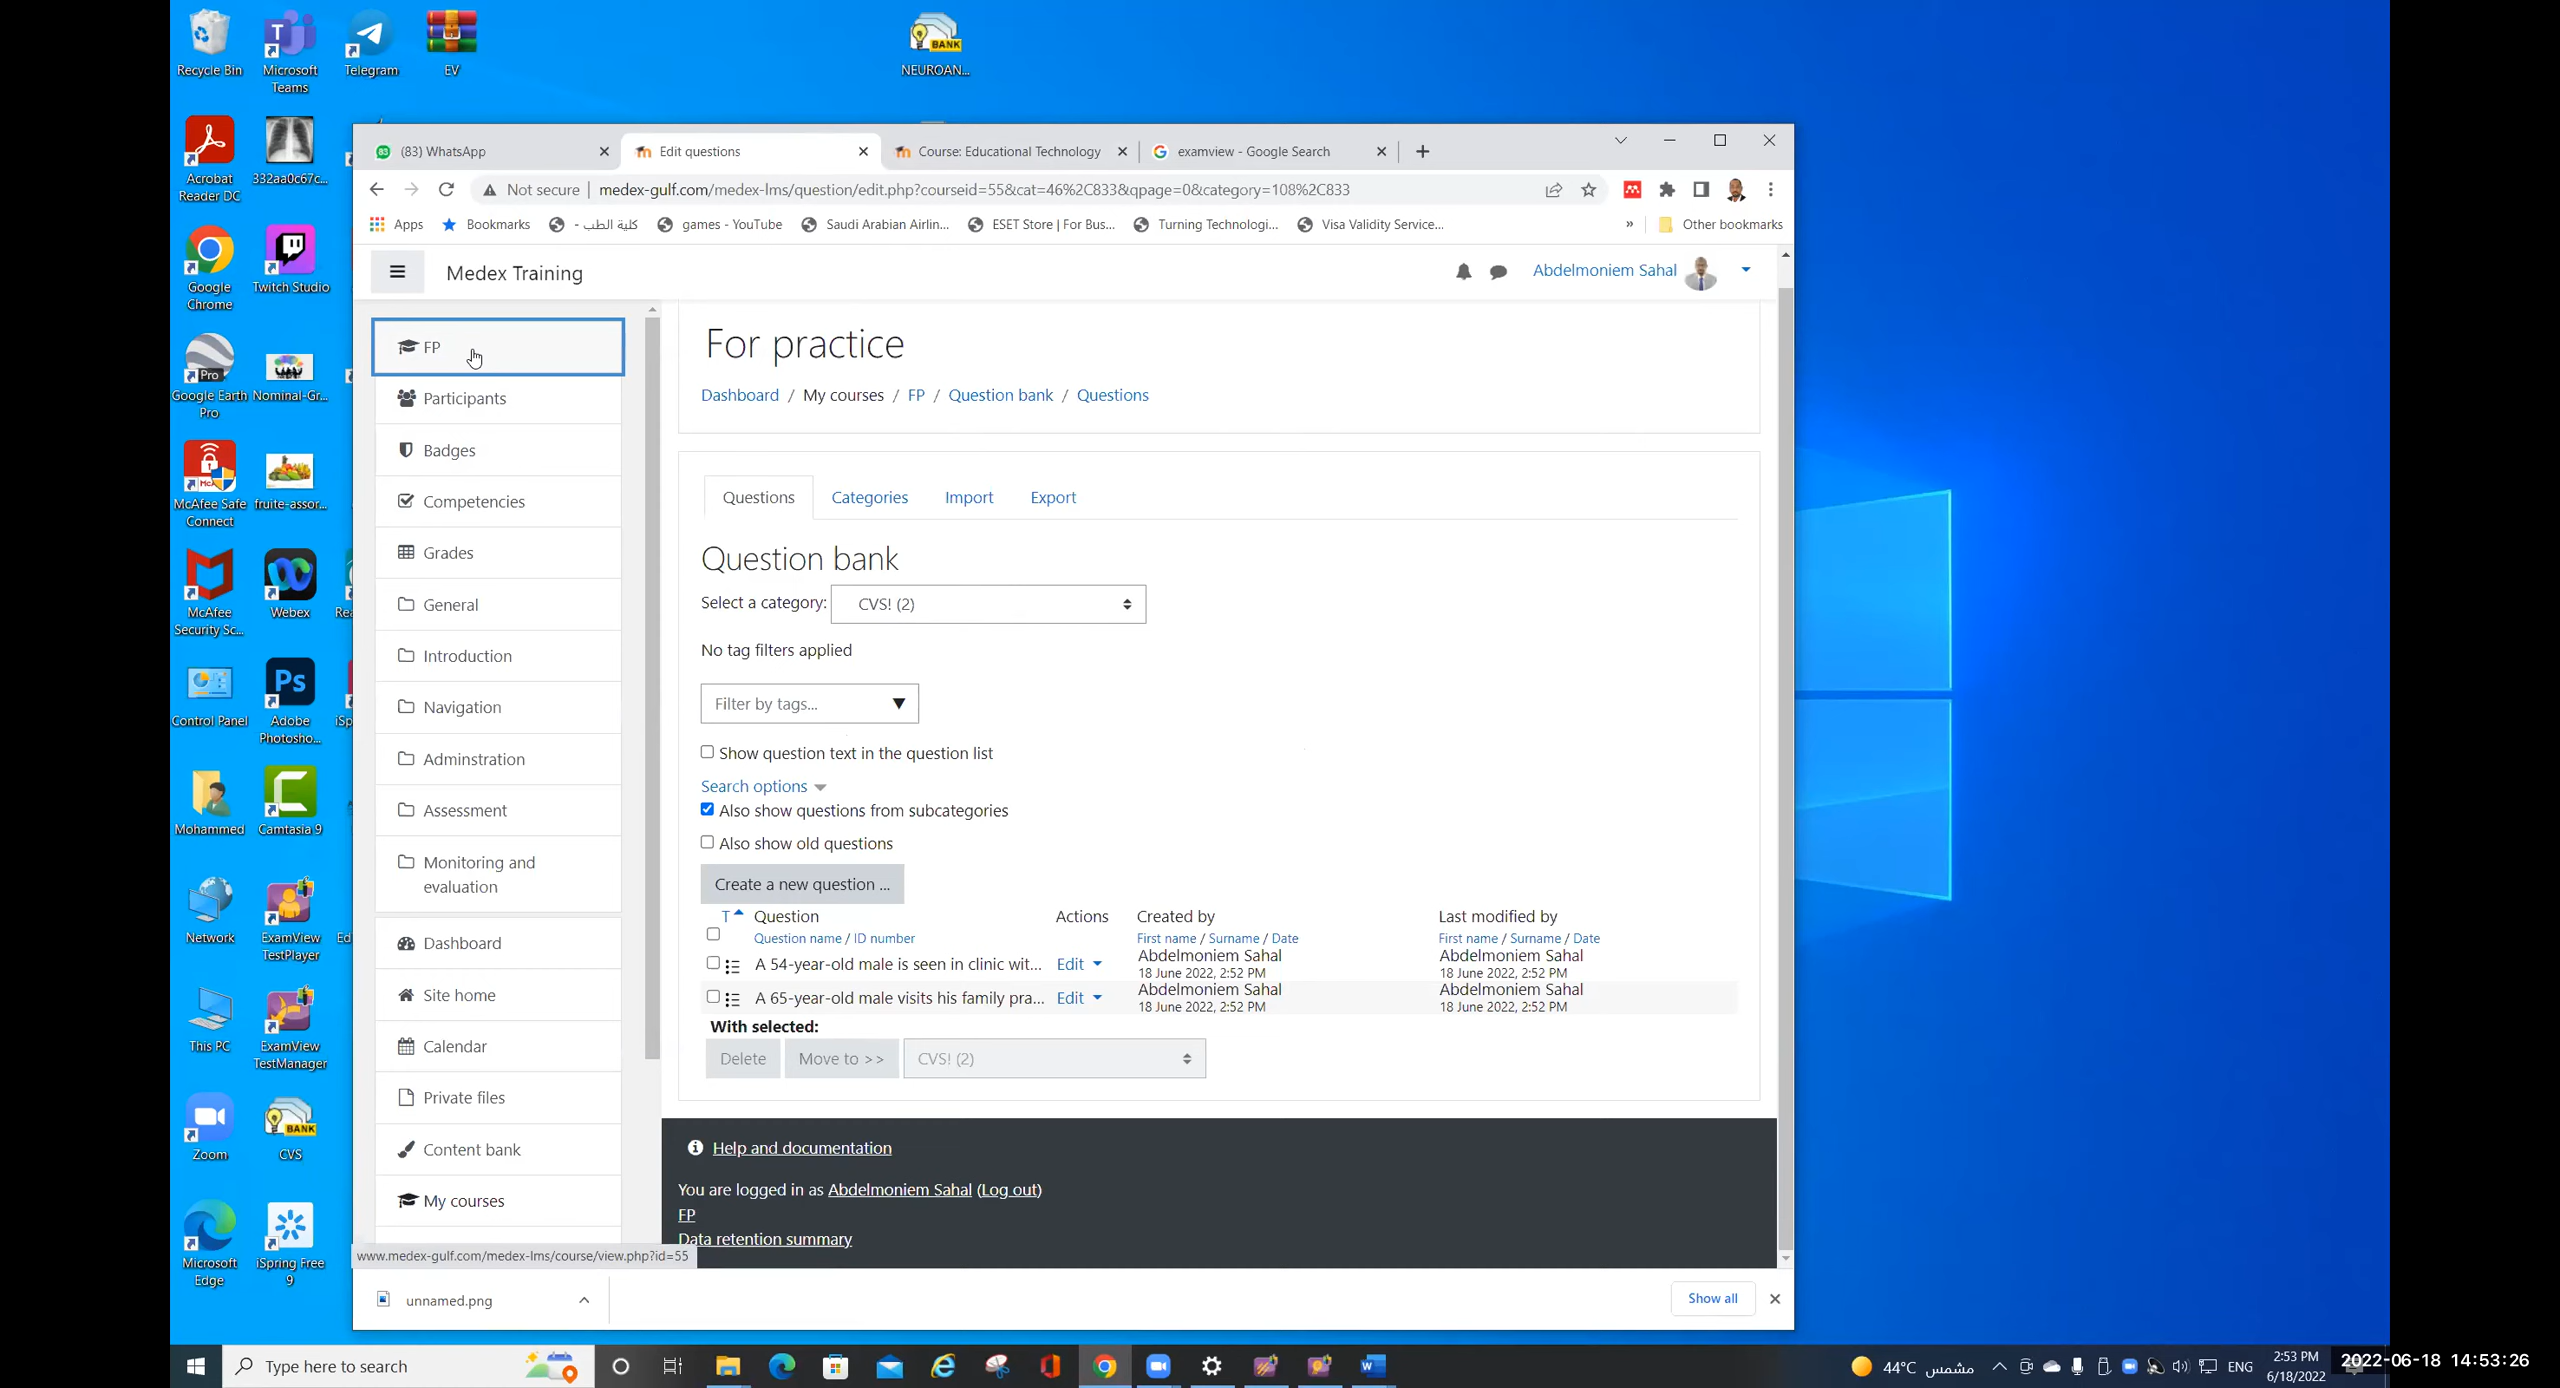 Recycle Bin
Microsoft
Teams
Telegram
EV
NEUROAN...
Acrobat
Reader DC
332aa0c67c...
Google
Chrome
Twitch Studio
Pro
Google Earth
Pro
Nominal-Gr...
McAfee Safe
Connect
fruite-assor...
McAfee
Security Sc...
Webex
Control Panel
Ps
Adobe
Photosho...
Mohammed
Camtasia 9
Network
ExamView
TestPlayer
This PC
ExamView
TestManager
Zoom
BANK
CVS
Microsoft
Edge
iSpring Free
9
(83) WhatsApp
Edit questions
Course: Educational Technology
examview - Google Search
Not secure | medex-gulf.com/medex-lms/question/edit.php?courseid=55&cat=46%2C833&qpage=0&category=108%2C833
Apps
Bookmarks
كلية الطب - 
games - YouTube
Saudi Arabian Airlin...
ESET Store | For Bus...
Turning Technologi...
Visa Validity Service...
»
Other bookmarks
Medex Training
Abdelmoniem Sahal
FP
Participants
Badges
Competencies
Grades
General
Introduction
Navigation
Adminstration
Assessment
Monitoring and
evaluation
Dashboard
Site home
Calendar
Private files
Content bank
My courses
www.medex-gulf.com/medex-lms/course/view.php?id=55
For practice
Dashboard / My courses / FP / Question bank / Questions
Questions
Categories
Import
Export
Question bank
Select a category: CVS! (2)
No tag filters applied
Filter by tags...
Show question text in the question list
Search options
Also show questions from subcategories
Also show old questions
Create a new question ...
T Question Actions Created by Last modified by
Question name / ID number First name / Surname / Date First name / Surname / Date
A 54-year-old male is seen in clinic wit... Edit Abdelmoniem Sahal Abdelmoniem Sahal
18 June 2022, 2:52 PM 18 June 2022, 2:52 PM
A 65-year-old male visits his family pra... Edit Abdelmoniem Sahal Abdelmoniem Sahal
18 June 2022, 2:52 PM 18 June 2022, 2:52 PM
With selected:
Delete Move to >> CVS! (2)
Help and documentation
You are logged in as Abdelmoniem Sahal (Log out)
FP
Data retention summary
unnamed.png
Show all
Type here to search
44°C مشمس
ENG
2:53 PM
6/18/2022
2022-06-18 14:53:26